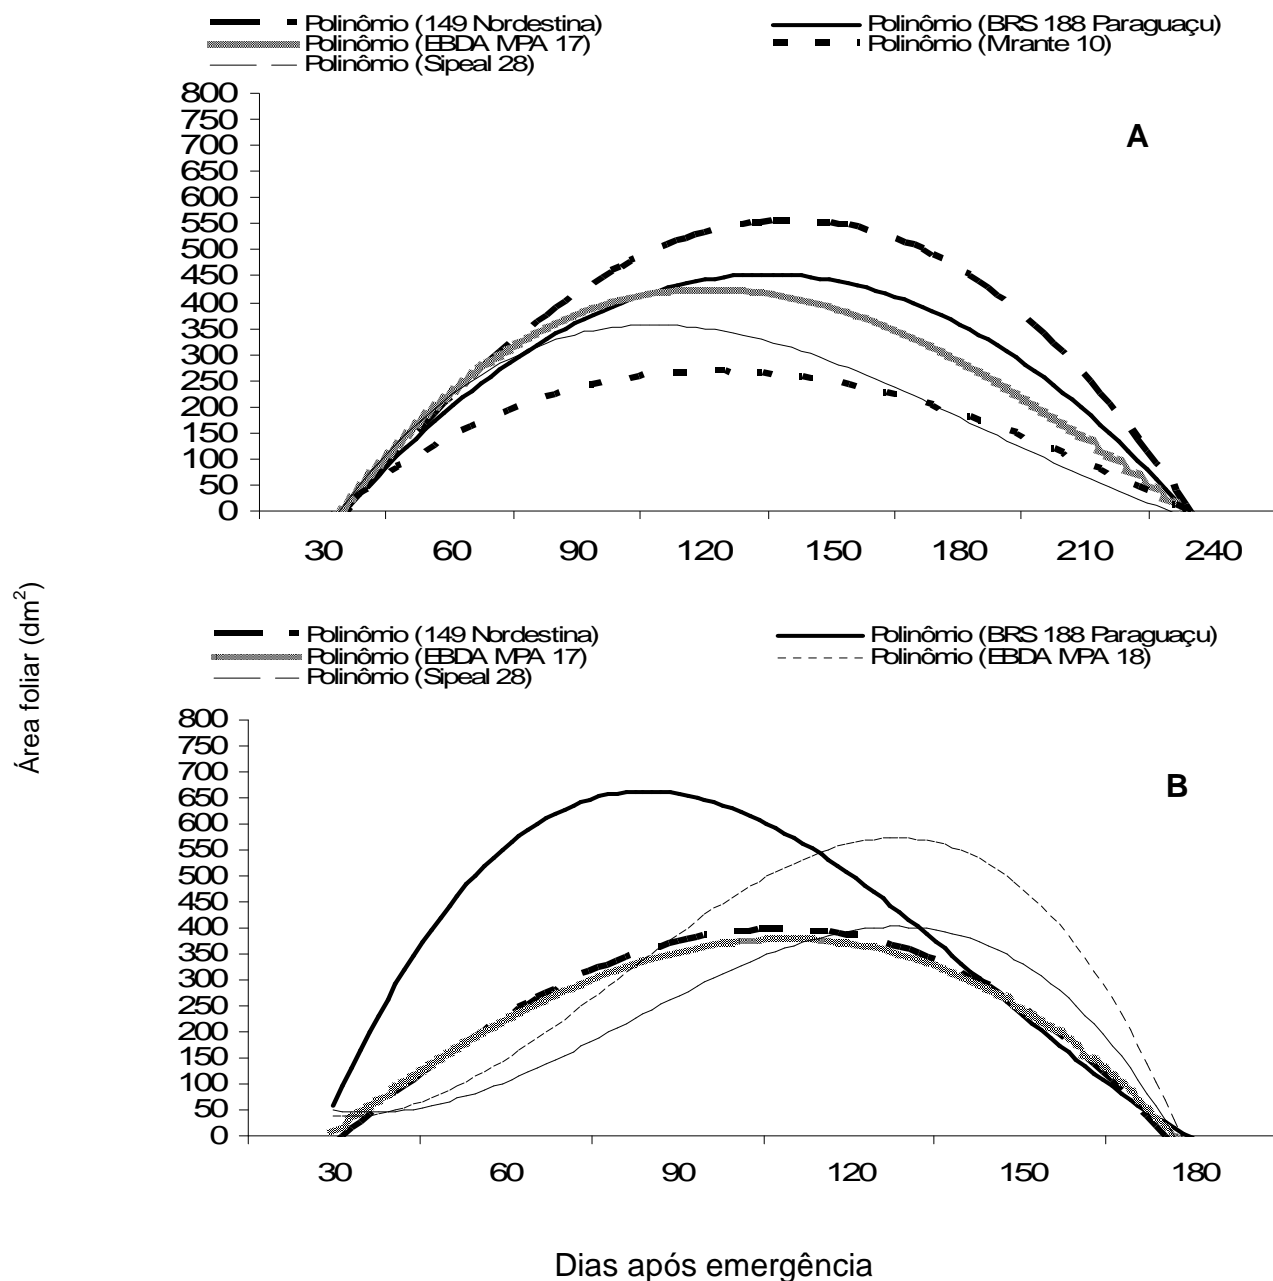 Polinômio (149 Nordestina) Polinômio (BRS 188 Paraguaçu)
Polinômio (EBDA MPA 17) Polinômio (Mirante 10)
Polinômio (Sipeal 28)
800
750
700
650
600
550
500
450
400
350
300
250
200
150
100
50
0
A
30 60 90 120 150 180 210 240
Área foliar (dm²)
Polinômio (149 Nordestina) Polinômio (BRS 188 Paraguaçu)
Polinômio (EBDA MPA 17) Polinômio (EBDA MPA 18)
Polinômio (Sipeal 28)
800
750
700
650
600
550
500
450
400
350
300
250
200
150
100
50
0
B
30 60 90 120 150 180
Dias após emergência